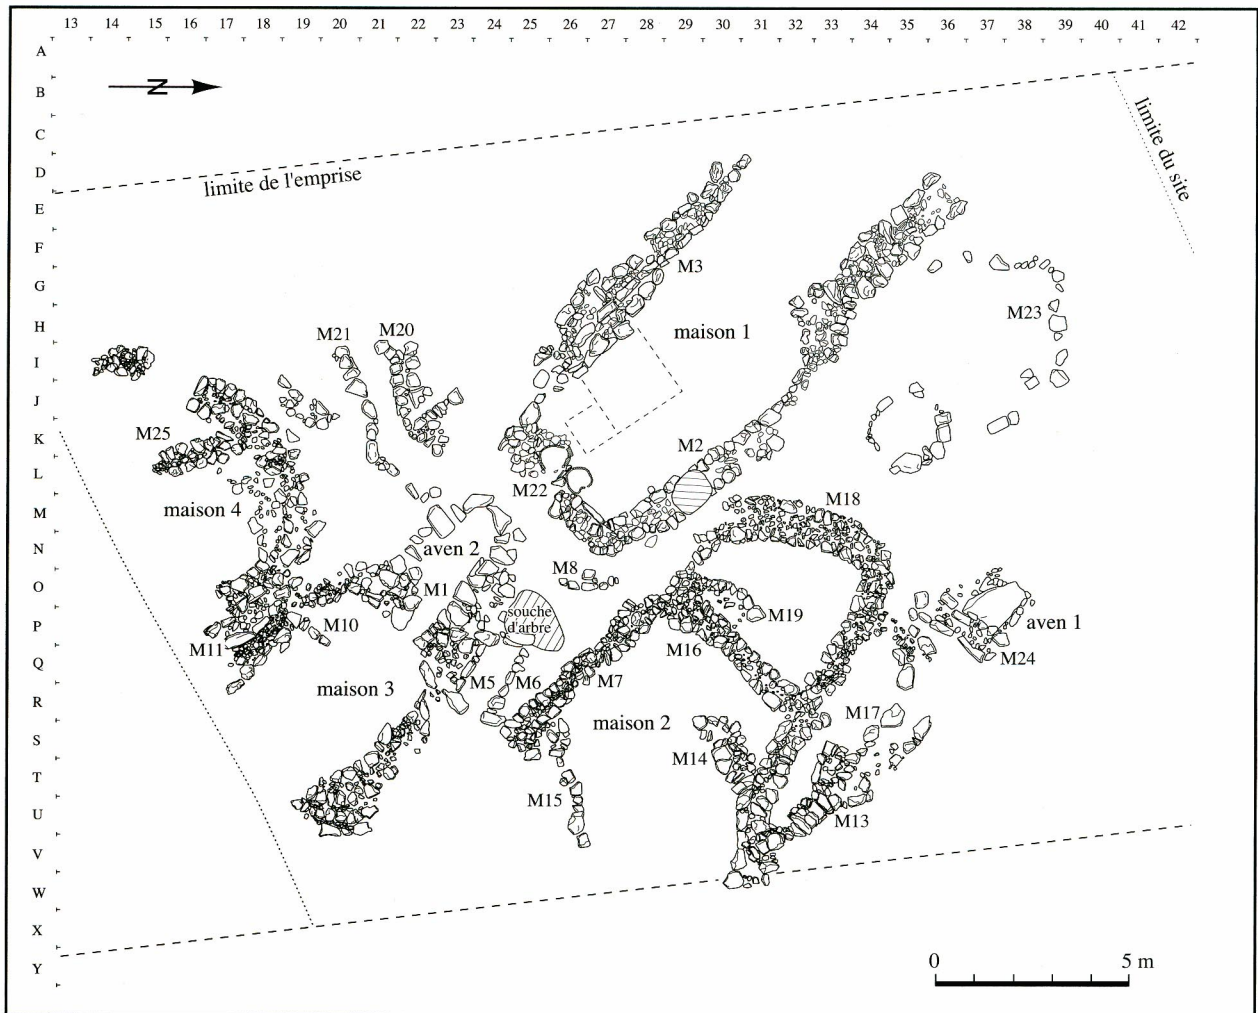 13 14 15 16 17 18 19 20 21 22 23 24 25 26 27 28 29 30 31 32 33 34 35 36 37 38 39 40 41 42
A
B
C
D
E
F
G
H
I
J
K
L
M
N
O
P
Q
R
S
T
U
V
W
X
Y
N
limite de l'emprise
limite du site
M3
maison 1
M23
M21
M20
M25
M2
M22
maison 4
M18
aven 2
M8
M1
souche
d'arbre
M19
aven 1
M10
M11
M16
M24
maison 3
M5
M6
M7
M17
maison 2
M14
M15
M13
0
5 m